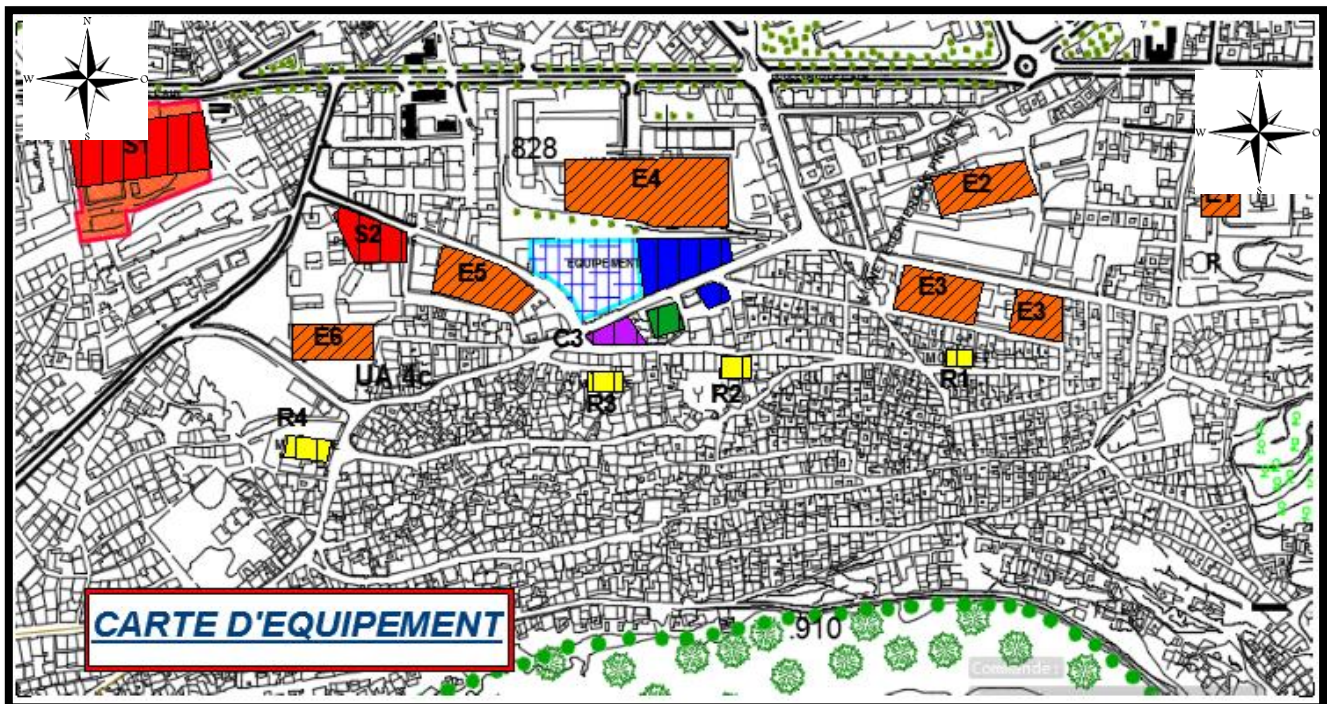 N
W O
S
N
W O
S
S1
828
E4
E2
E1
S2
EQUIPEMENT
E5
R
E3
E3
C3
E6
UA 4c
R1
R2
R3
R4
CARTE D'EQUIPEMENT
.910
Commande :